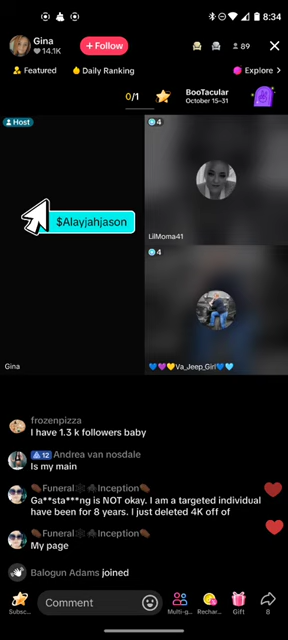 8:34
Gina
14.1K
+ Follow
89
Featured
Daily Ranking
Explore >
0/1
BooTacular
October 15–31
Host
4
$Alayjahjason
LilMoma41
4
Gina
💙💜💛Va_Jeep_Girl💙🩵
frozenpizza
I have 1.3 k followers baby
12 Andrea van nosdale
Is my main
⚰️Funeral🕸️🕷️Inception⚰️
Ga**sta***ng is NOT okay. I am a targeted individual
have been for 8 years. I just deleted 4K off of
⚰️Funeral🕸️🕷️Inception⚰️
My page
Balogun Adams joined
Subsc...
Comment
Multi-g...
Rechar...
Gift
8